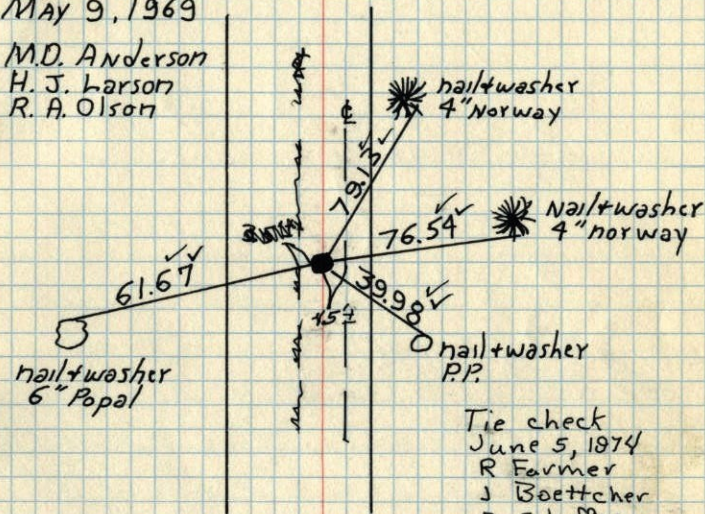 May 9, 1969
M.D. Anderson
H. J. Larson
R. A. Olson
nail+washer
4" Norway
℄
79.13
Nail+washer
4" norway
76.54
61.67
39.98
nail+washer
6" Popal
nail+washer
P.P.
Tie check
June 5, 1974
R Farmer
J Boettcher